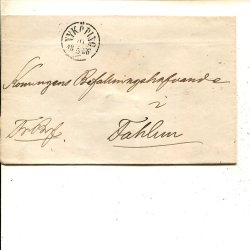 NYKÖPING
Konungens Befallningshafvande
i
Fahlun